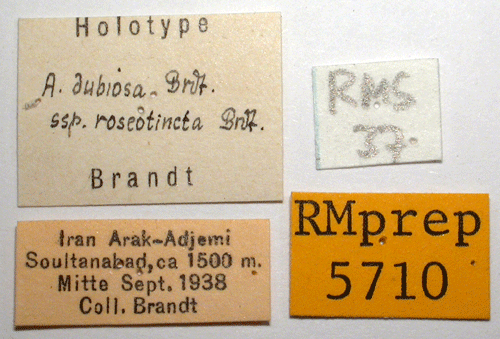 Holotype
A. dubiosa Brdt.
ssp. roseotincta Brdt.
Brandt
RMS
37.
Iran Arak-Adjemi
Soultanabad, ca 1500 m.
Mitte Sept. 1938
Coll. Brandt
RMprep
5710